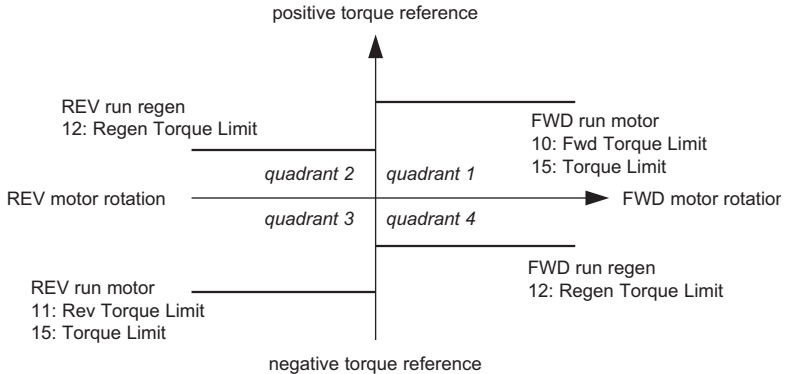 positive torque reference
REV run regen
12: Regen Torque Limit
FWD run motor
10: Fwd Torque Limit
15: Torque Limit
quadrant 2
quadrant 1
REV motor rotation
FWD motor rotation
quadrant 3
quadrant 4
REV run motor
11: Rev Torque Limit
15: Torque Limit
FWD run regen
12: Regen Torque Limit
negative torque reference